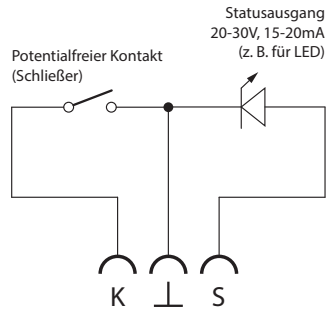 Statusausgang
20-30V, 15-20mA
(z. B. für LED)
Potentialfreier Kontakt
(Schließer)
K ⊥ S